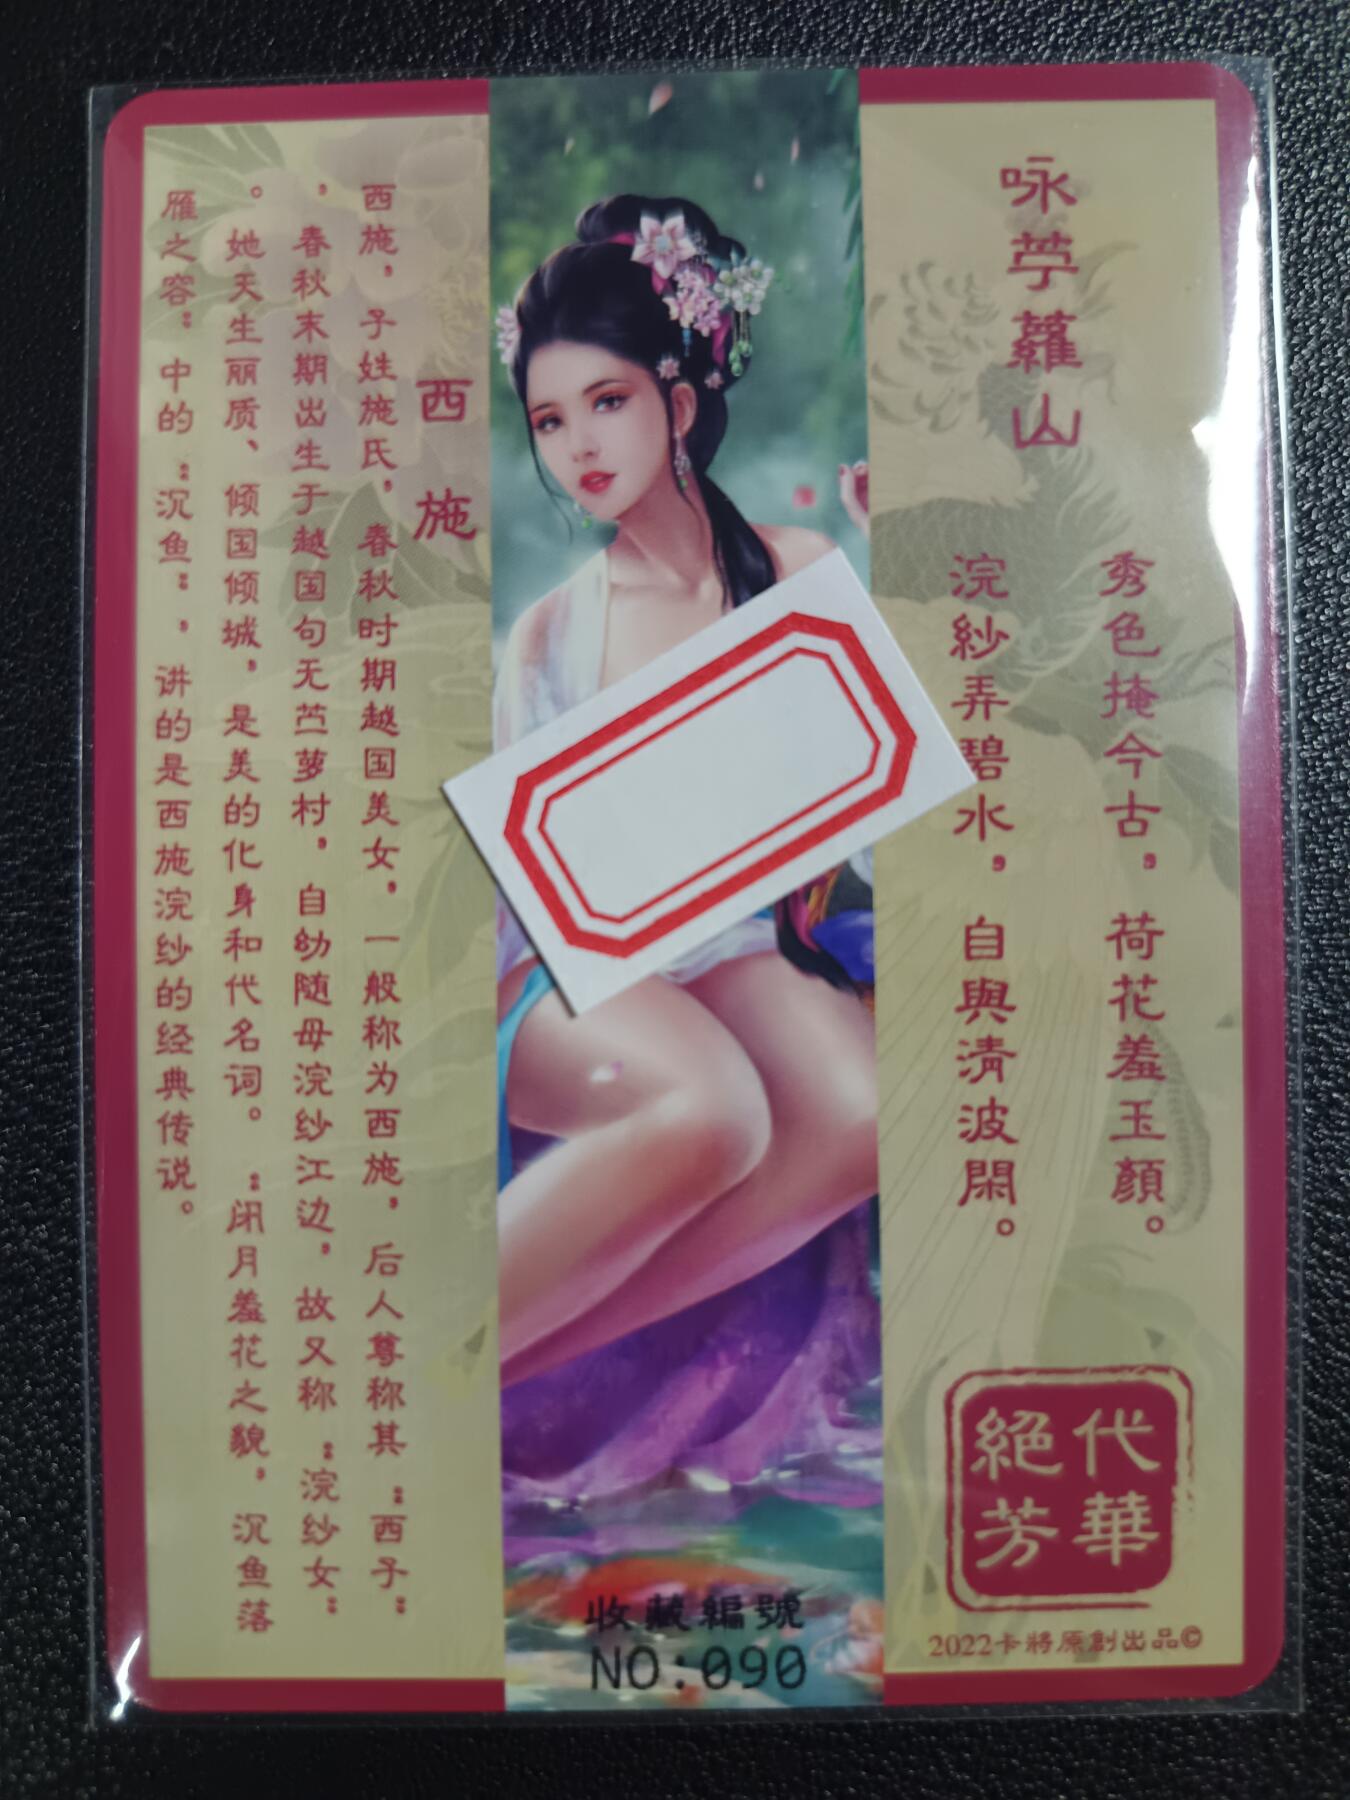 咏苧蘿山
秀色掩今古，荷花羞玉顏。
浣紗弄碧水，自與清波閑。
代華
絕芳
2022卡將原創出品©
西施
西施，子姓施氏，春秋时期越国美女，一般称为西施，后人尊称其：西子：
，春秋末期出生于越国句无苎萝村，自幼随母浣纱江边，故又称：浣纱女：
。她天生丽质、倾国倾城，是美的化身和代名词。：闭月羞花之貌，沉鱼落
雁之容：中的：沉鱼：，讲的是西施浣纱的经典传说。
收藏編號
NO:090